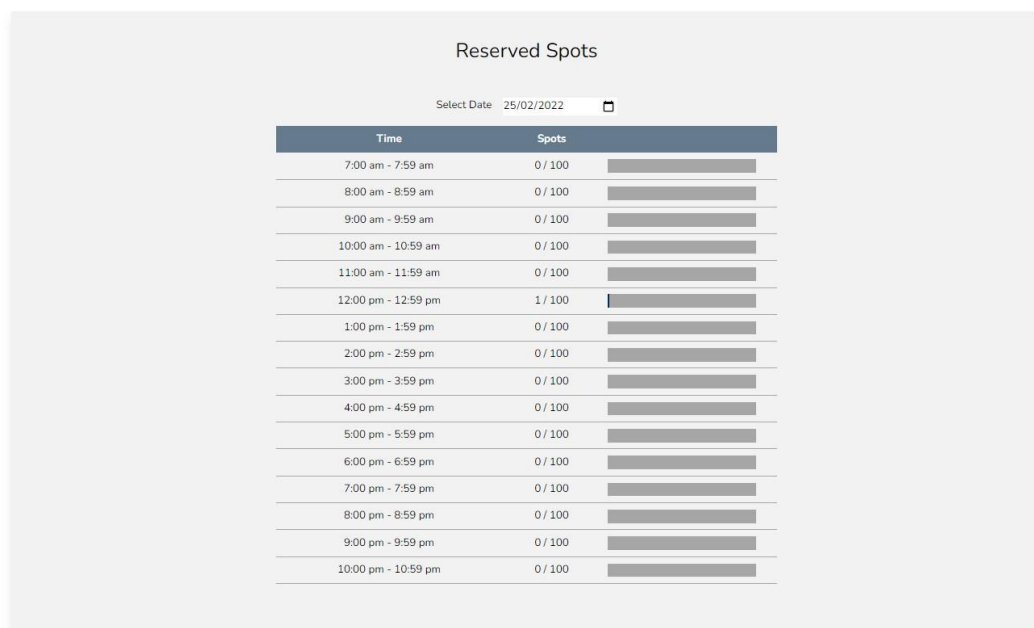 Reserved Spots
Select Date 25/02/2022
Time Spots
7:00 am - 7:59 am 0 / 100
8:00 am - 8:59 am 0 / 100
9:00 am - 9:59 am 0 / 100
10:00 am - 10:59 am 0 / 100
11:00 am - 11:59 am 0 / 100
12:00 pm - 12:59 pm 1 / 100
1:00 pm - 1:59 pm 0 / 100
2:00 pm - 2:59 pm 0 / 100
3:00 pm - 3:59 pm 0 / 100
4:00 pm - 4:59 pm 0 / 100
5:00 pm - 5:59 pm 0 / 100
6:00 pm - 6:59 pm 0 / 100
7:00 pm - 7:59 pm 0 / 100
8:00 pm - 8:59 pm 0 / 100
9:00 pm - 9:59 pm 0 / 100
10:00 pm - 10:59 pm 0 / 100